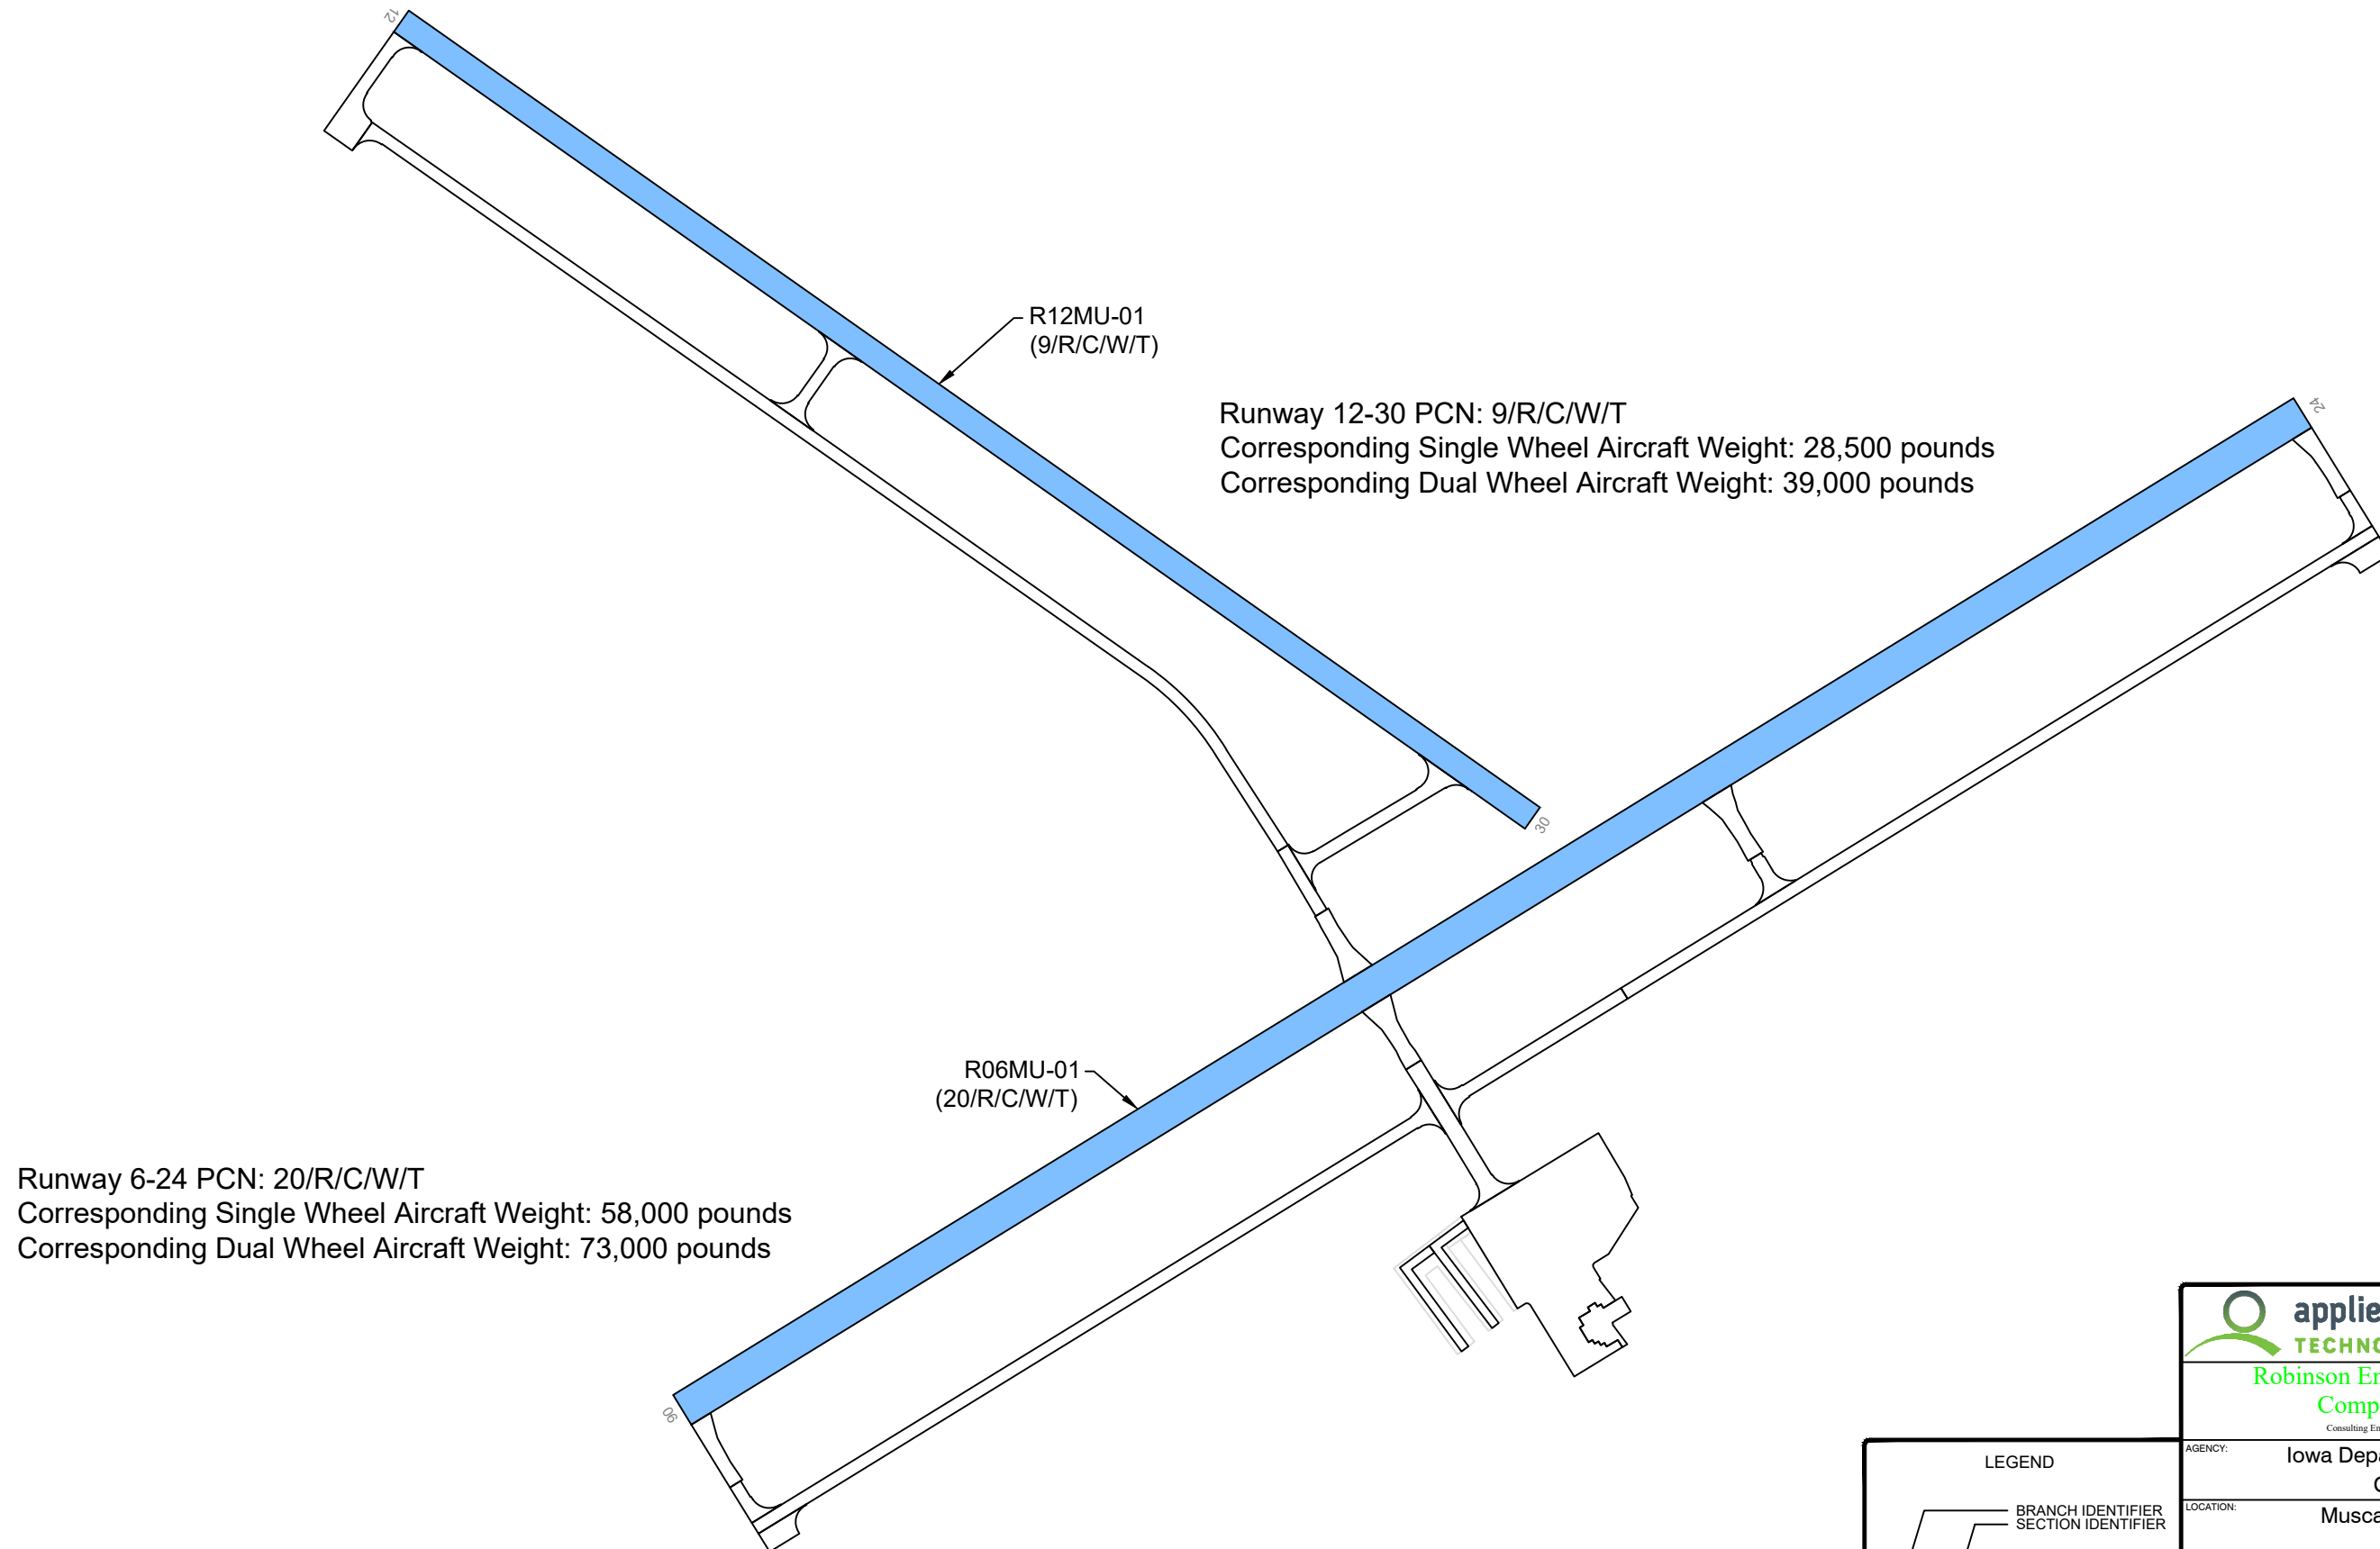 12
R12MU-01
(9/R/C/W/T)
Runway 12-30 PCN: 9/R/C/W/T
Corresponding Single Wheel Aircraft Weight: 28,500 pounds
Corresponding Dual Wheel Aircraft Weight: 39,000 pounds
24
30
R06MU-01
(20/R/C/W/T)
Runway 6-24 PCN: 20/R/C/W/T
Corresponding Single Wheel Aircraft Weight: 58,000 pounds
Corresponding Dual Wheel Aircraft Weight: 73,000 pounds
06
LEGEND
BRANCH IDENTIFIER
SECTION IDENTIFIER
Robinson
Consulting
AGENCY:
Iowa
LOCATION: